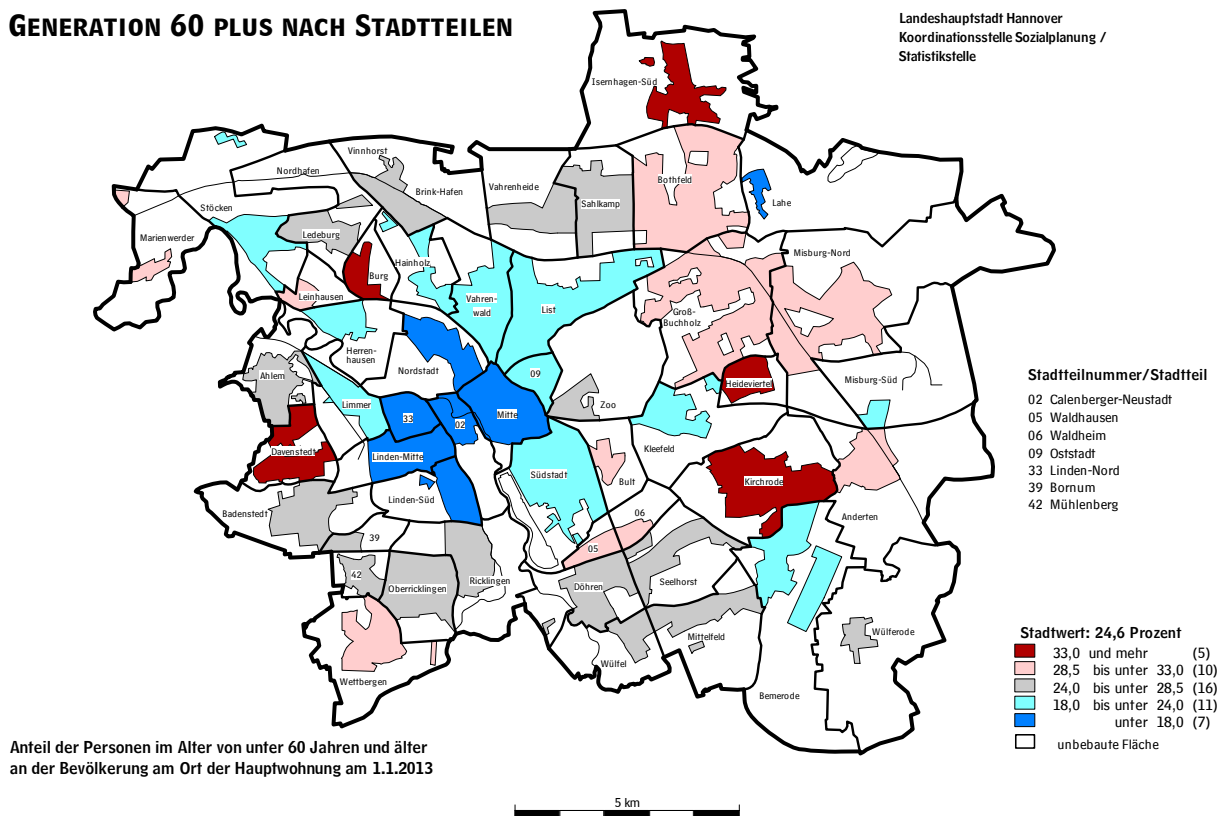 GENERATION 60 PLUS NACH STADTTEILEN
Landeshauptstadt Hannover
Koordinationsstelle Sozialplanung /
Statistikstelle
Isernhagen-Süd
Vinnhorst
Nordhafen
Brink-Hafen
Vahrenheide
Sahlkamp
Bothfeld
Lahe
Stöcken
Marienwerder
Ledeburg
Burg
Hainholz
Leinhausen
Vahren-
wald
List
Misburg-Nord
Groß-
Buchholz
Herren-
hausen
Nordstadt
09
Zoo
Heideviertel
Misburg-Süd
Ahlem
Limmer
33
02
Mitte
Kleefeld
Davenstedt
Linden-Mitte
Linden-Süd
Südstadt
Bult
Kirchrode
Anderten
Badenstedt
39
06
05
42
Oberricklingen
Ricklingen
Döhren
Seelhorst
Mittelfeld
Wülfel
Wülferode
Wettbergen
Bemerode
Stadtteilnummer/Stadtteil
02 Calenberger-Neustadt
05 Waldhausen
06 Waldheim
09 Oststadt
33 Linden-Nord
39 Bornum
42 Mühlenberg
Stadtwert: 24,6 Prozent
33,0 und mehr (5)
28,5 bis unter 33,0 (10)
24,0 bis unter 28,5 (16)
18,0 bis unter 24,0 (11)
unter 18,0 (7)
unbebaute Fläche
Anteil der Personen im Alter von unter 60 Jahren und älter
an der Bevölkerung am Ort der Hauptwohnung am 1.1.2013
5 km